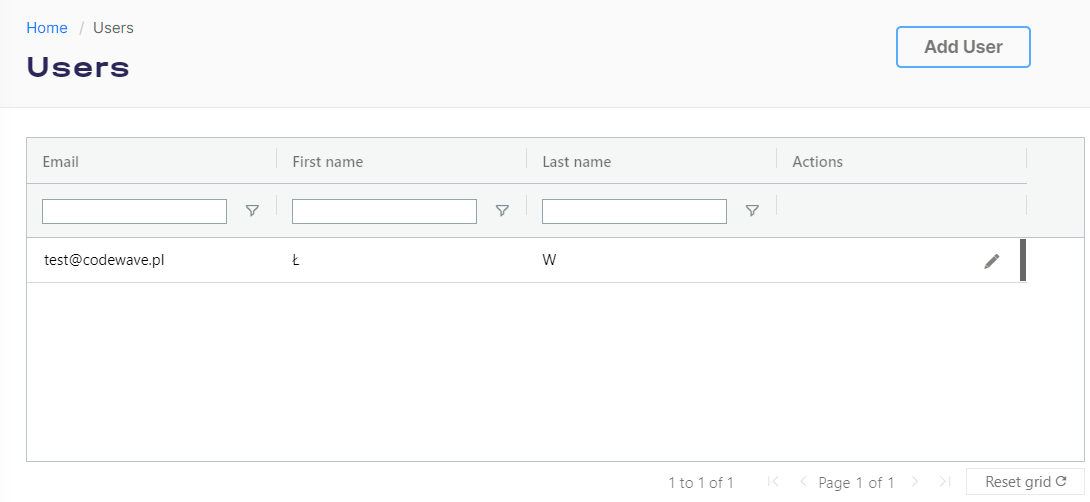 Home / Users
Add User
Users
Email First name Last name Actions
test@codewave.pl Ł W
1 to 1 of 1 Page 1 of 1 Reset grid